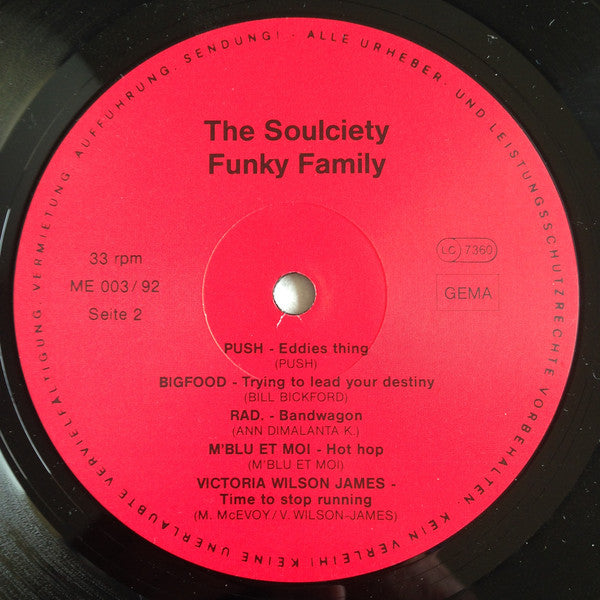 ALLE URHEBER- UND LEISTUNGSSCHUTZRECHTE VORBEHALTEN · KEIN VERLEIH! KEINE UNERLAUBTE VERVIELFÄLTIGUNG, VERMIETUNG, AUFFÜHRUNG, SENDUNG! ·
The Soulciety
Funky Family
33 rpm
ME 003/92
Seite 2
LC 7360
GEMA
PUSH - Eddies thing
(PUSH)
BIGFOOD - Trying to lead your destiny
(BILL BICKFORD)
RAD. - Bandwagon
(ANN DIMALANTA K.)
M'BLU ET MOI - Hot hop
(M'BLU ET MOI)
VICTORIA WILSON JAMES -
Time to stop running
(M. McEVOY/V. WILSON-JAMES)